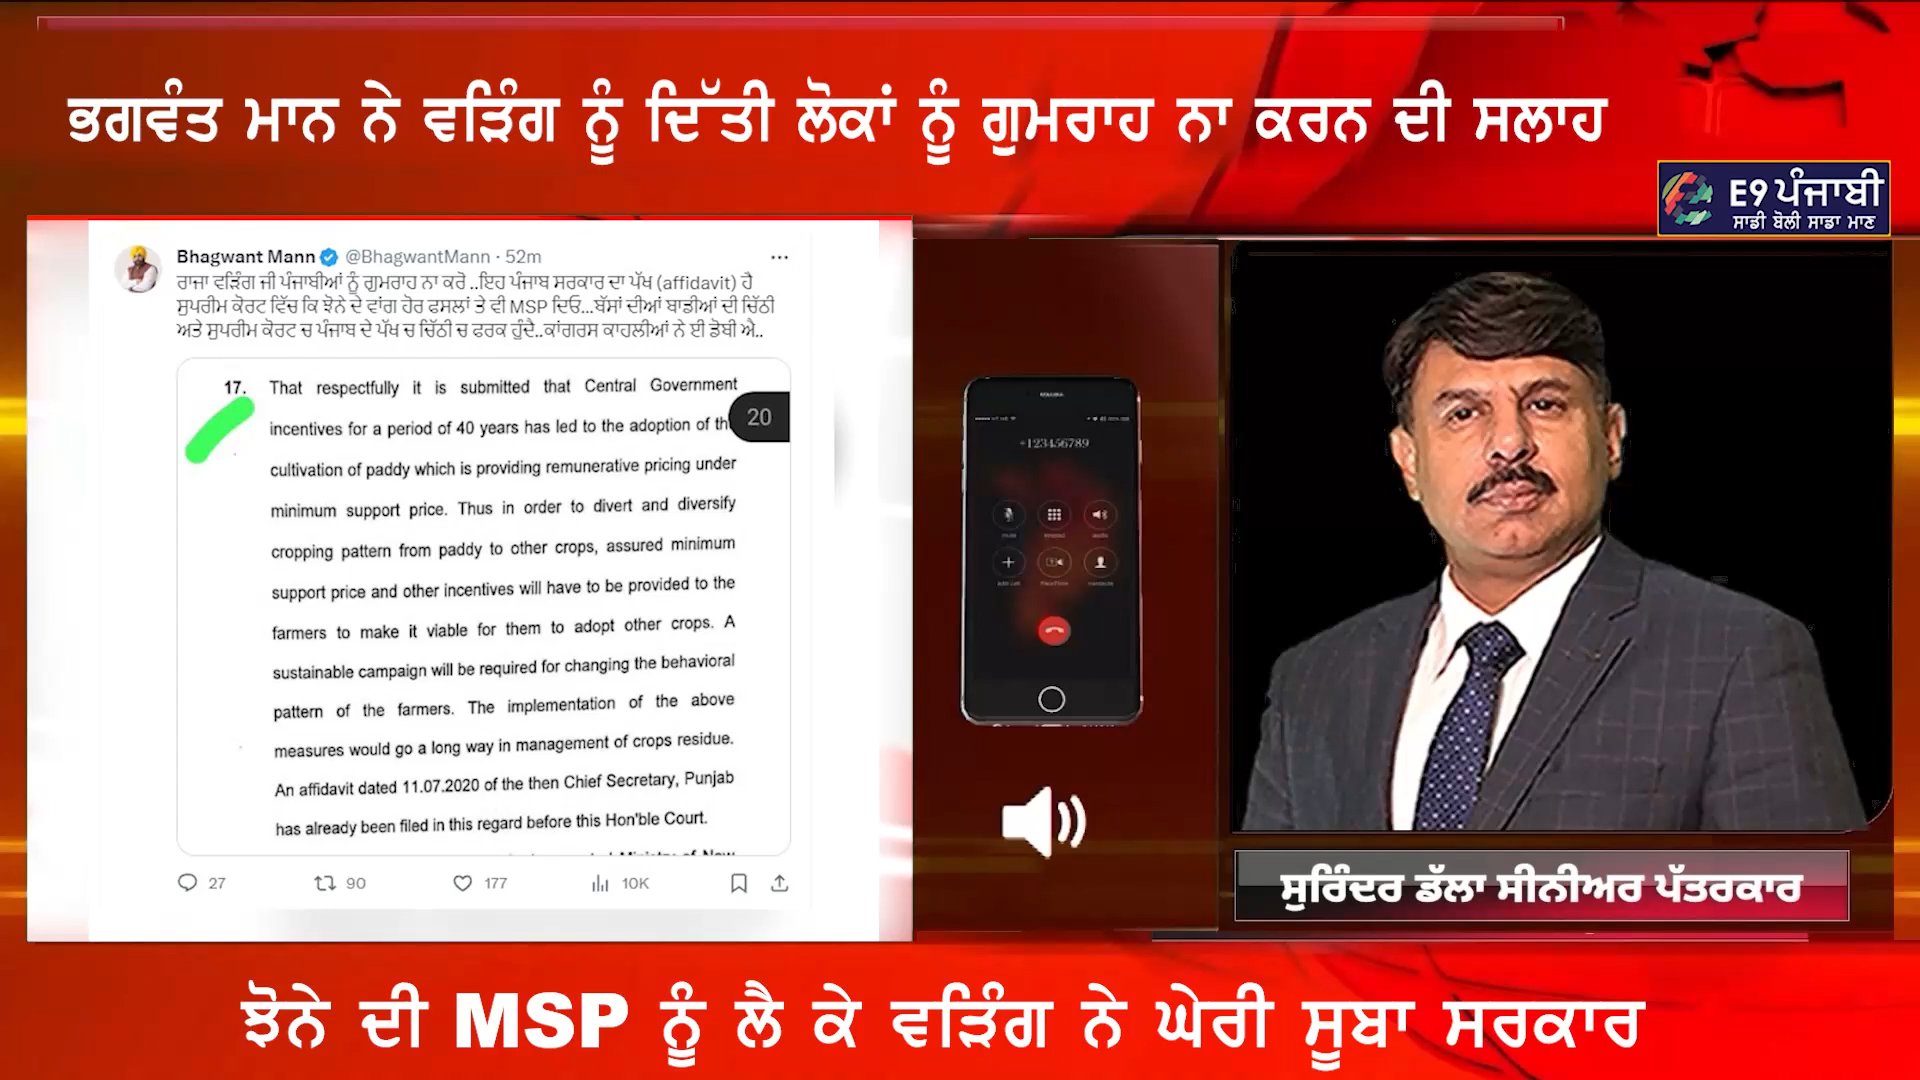 ਭਗਵੰਤ ਮਾਨ ਨੇ ਵੜਿੰਗ ਨੂੰ ਦਿੱਤੀ ਲੋਕਾਂ ਨੂੰ ਗੁਮਰਾਹ ਨਾ ਕਰਨ ਦੀ ਸਲਾਹ
E9 ਪੰਜਾਬੀ
ਸਾਡੀ ਬੋਲੀ ਸਾਡਾ ਮਾਣ
Bhagwant Mann @BhagwantMann · 52m
ਰਾਜਾ ਵੜਿੰਗ ਜੀ ਪੰਜਾਬੀਆਂ ਨੂੰ ਗੁਮਰਾਹ ਨਾ ਕਰੋ ..ਇਹ ਪੰਜਾਬ ਸਰਕਾਰ ਦਾ ਪੱਖ (affidavit) ਹੈ
ਸੁਪਰੀਮ ਕੋਰਟ ਵਿੱਚ ਕਿ ਝੋਨੇ ਦੇ ਵਾਂਗ ਹੋਰ ਫਸਲਾਂ ਤੇ ਵੀ MSP ਦਿਓ...ਬੱਸਾਂ ਦੀਆਂ ਬਾਡੀਆਂ ਦੀ ਚਿੱਠੀ
ਅਤੇ ਸੁਪਰੀਮ ਕੋਰਟ ਚ ਪੰਜਾਬ ਦੇ ਪੱਖ ਚ ਚਿੱਠੀ ਚ ਫਰਕ ਹੁੰਦੈ..ਕਾਂਗਰਸ ਕਾਹਲੀਆਂ ਨੇ ਈ ਡੋਬੀ ਐ..
17. That respectfully it is submitted that Central Government
incentives for a period of 40 years has led to the adoption of th
20
cultivation of paddy which is providing remunerative pricing under
minimum support price. Thus in order to divert and diversify
cropping pattern from paddy to other crops, assured minimum
support price and other incentives will have to be provided to the
farmers to make it viable for them to adopt other crops. A
sustainable campaign will be required for changing the behavioral
pattern of the farmers. The implementation of the above
measures would go a long way in management of crops residue.
An affidavit dated 11.07.2020 of the then Chief Secretary, Punjab
has already been filed in this regard before this Hon'ble Court.
27 90 177 10K
+123456789
ਸੁਰਿੰਦਰ ਡੱਲਾ ਸੀਨੀਅਰ ਪੱਤਰਕਾਰ
ਝੋਨੇ ਦੀ MSP ਨੂੰ ਲੈ ਕੇ ਵੜਿੰਗ ਨੇ ਘੇਰੀ ਸੂਬਾ ਸਰਕਾਰ